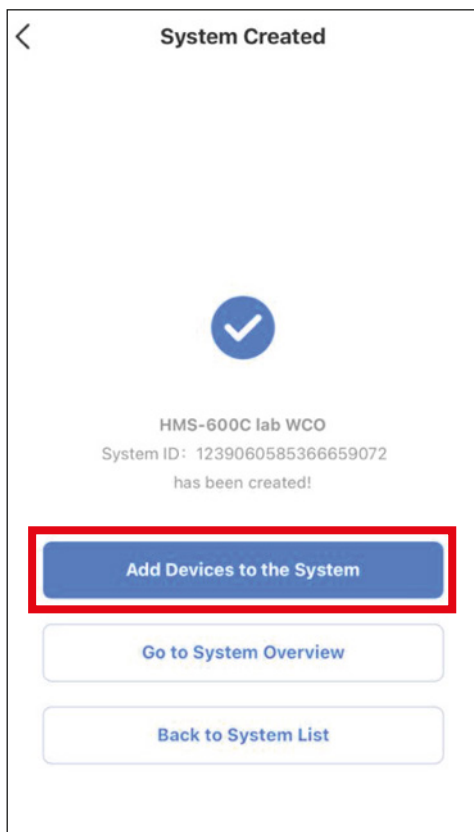 System Created
HMS-600C lab WCO
System ID：1239060585366659072
has been created!
Add Devices to the System
Go to System Overview
Back to System List